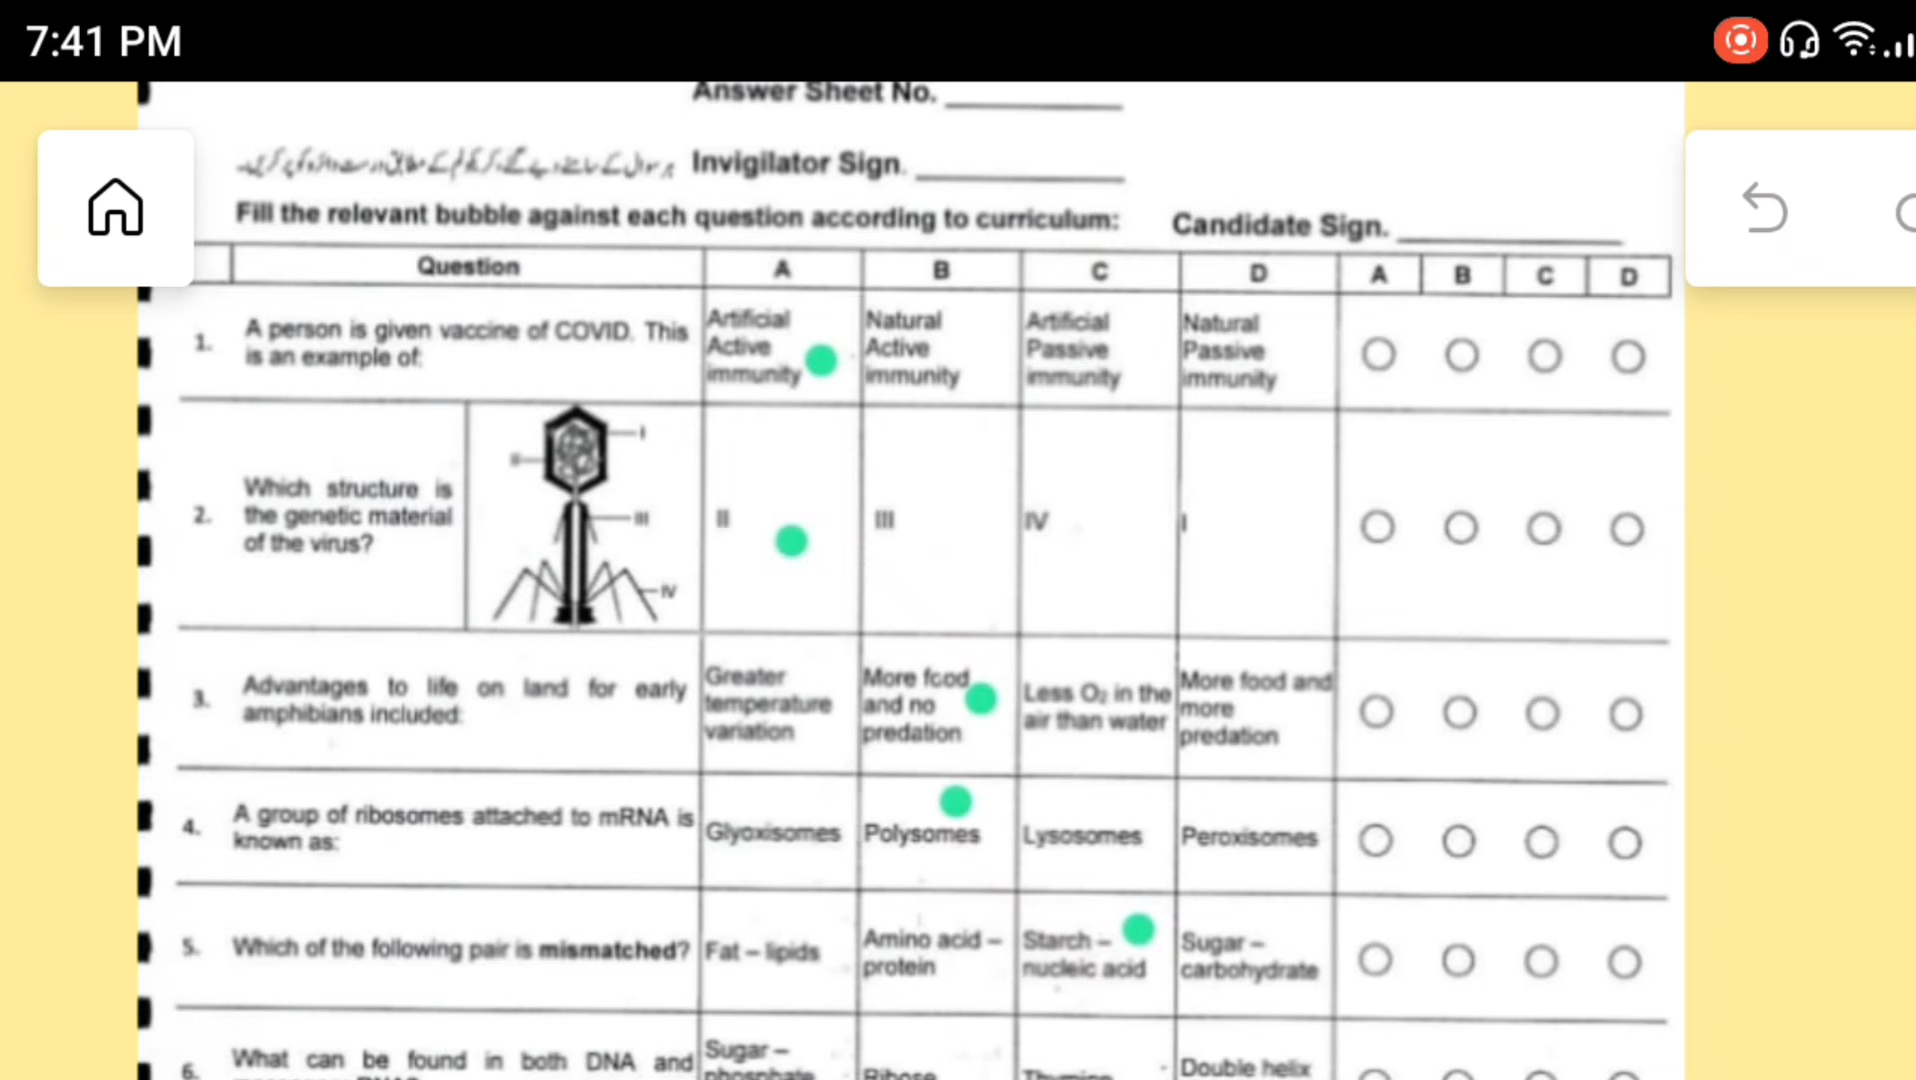 7:41 PM
Answer Sheet No.
Invigilator Sign.
Fill the relevant bubble against each question according to curriculum:
Candidate Sign.
Question A B C D A B C D
1. A person is given vaccine of COVID. This
is an example of:
Artificial
Active
immunity
Natural
Active
immunity
Artificial
Passive
immunity
Natural
Passive
immunity
2. Which structure is
the genetic material
of the virus?
I
II
III
IV
II
III
IV
I
3. Advantages to life on land for early
amphibians included:
Greater
temperature
variation
More food
and no
predation
Less O₂ in the
air than water
More food and
more
predation
4. A group of ribosomes attached to mRNA is
known as:
Glyoxisomes
Polysomes
Lysosomes
Peroxisomes
5. Which of the following pair is mismatched?
Fat – lipids
Amino acid –
protein
Starch –
nucleic acid
Sugar –
carbohydrate
6. What can be found in both DNA and
Sugar –
phosphate
Ribose
Thymine
Double helix